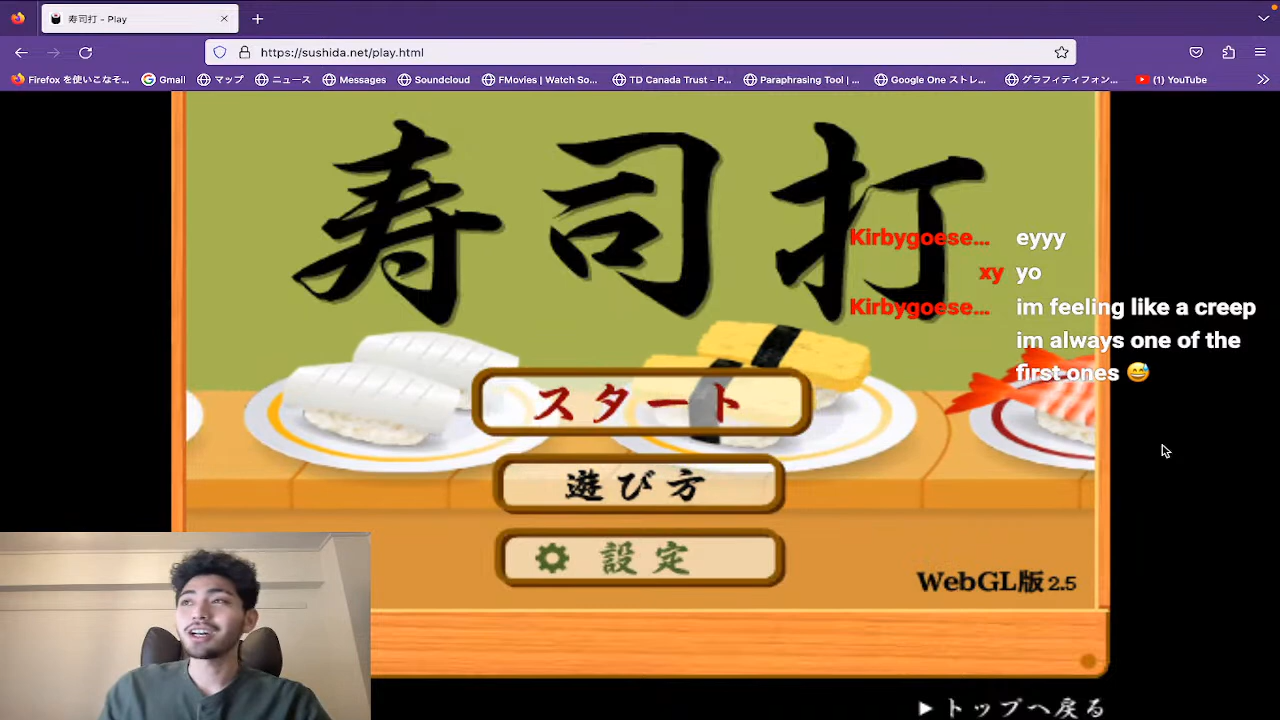 寿司打 – Play
https://sushida.net/play.html
Firefox を使いこなそ…
Gmail
マップ
ニュース
Messages
Soundcloud
FMovies | Watch So…
TD Canada Trust - P…
Paraphrasing Tool | …
Google One ストレ…
グラフィティフォン…
(1) YouTube
寿司打
Kirbygoese… eyyy
xy yo
Kirbygoese… im feeling like a creep
im always one of the
first ones 😅
スタート
遊び方
設定
WebGL版 2.5
▶トップへ戻る